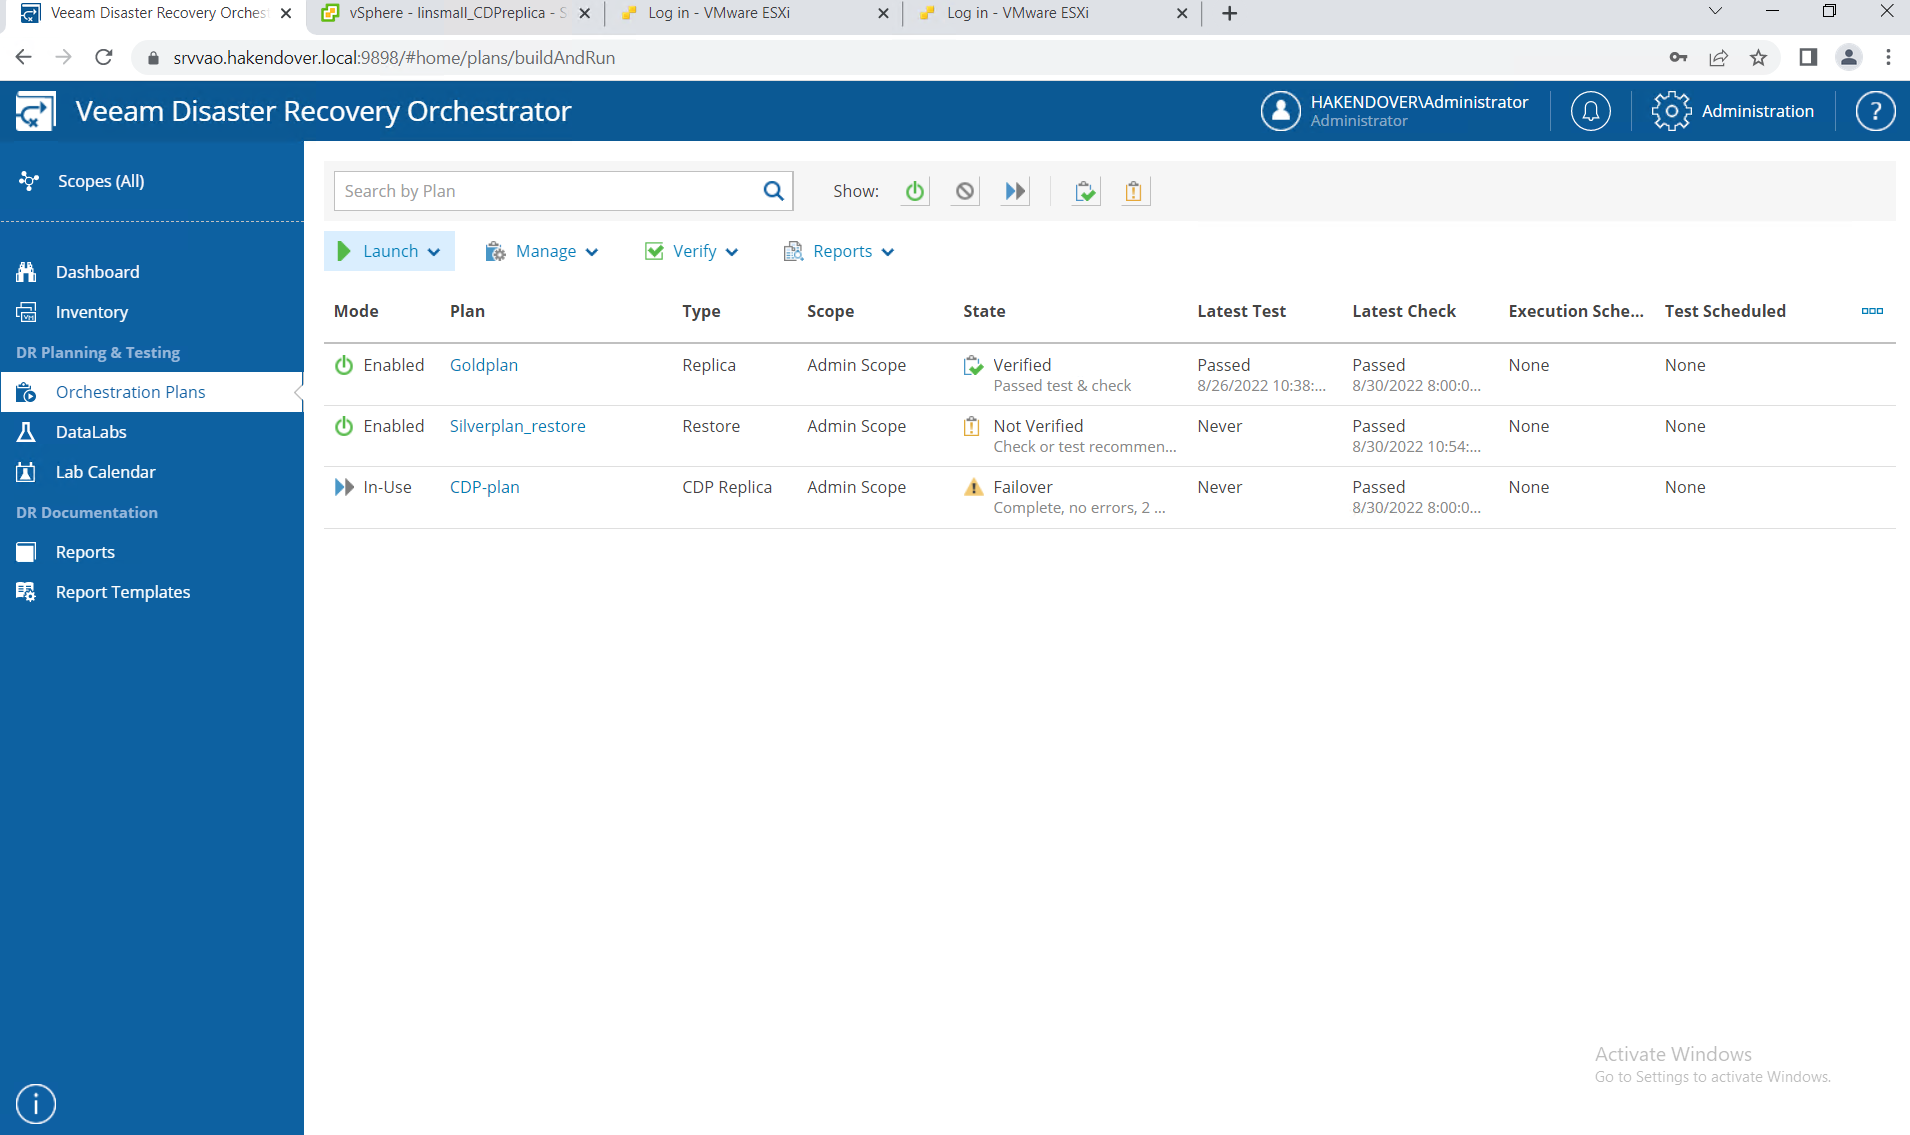 Veeam Disaster Recovery Orches
vSphere - linsmall_CDPreplica - S
Log in - VMware ESXi
Log in - VMware ESXi
srvvao.hakendover.local:9898/#home/plans/buildAndRun
Veeam Disaster Recovery Orchestrator
HAKENDOVER\Administrator
Administrator
Administration
?
Scopes (All)
Dashboard
Inventory
DR Planning & Testing
Orchestration Plans
DataLabs
Lab Calendar
DR Documentation
Reports
Report Templates
Search by Plan
Show:
Launch
Manage
Verify
Reports
Mode Plan Type Scope State Latest Test Latest Check Execution Sche... Test Scheduled
Enabled Goldplan Replica Admin Scope Verified Passed Passed None None
Passed test & check 8/26/2022 10:38:... 8/30/2022 8:00:0...
Enabled Silverplan_restore Restore Admin Scope Not Verified Never Passed None None
Check or test recommen... 8/30/2022 10:54:...
In-Use CDP-plan CDP Replica Admin Scope Failover Never Passed None None
Complete, no errors, 2 ... 8/30/2022 8:00:0...
Activate Windows
Go to Settings to activate Windows.
i